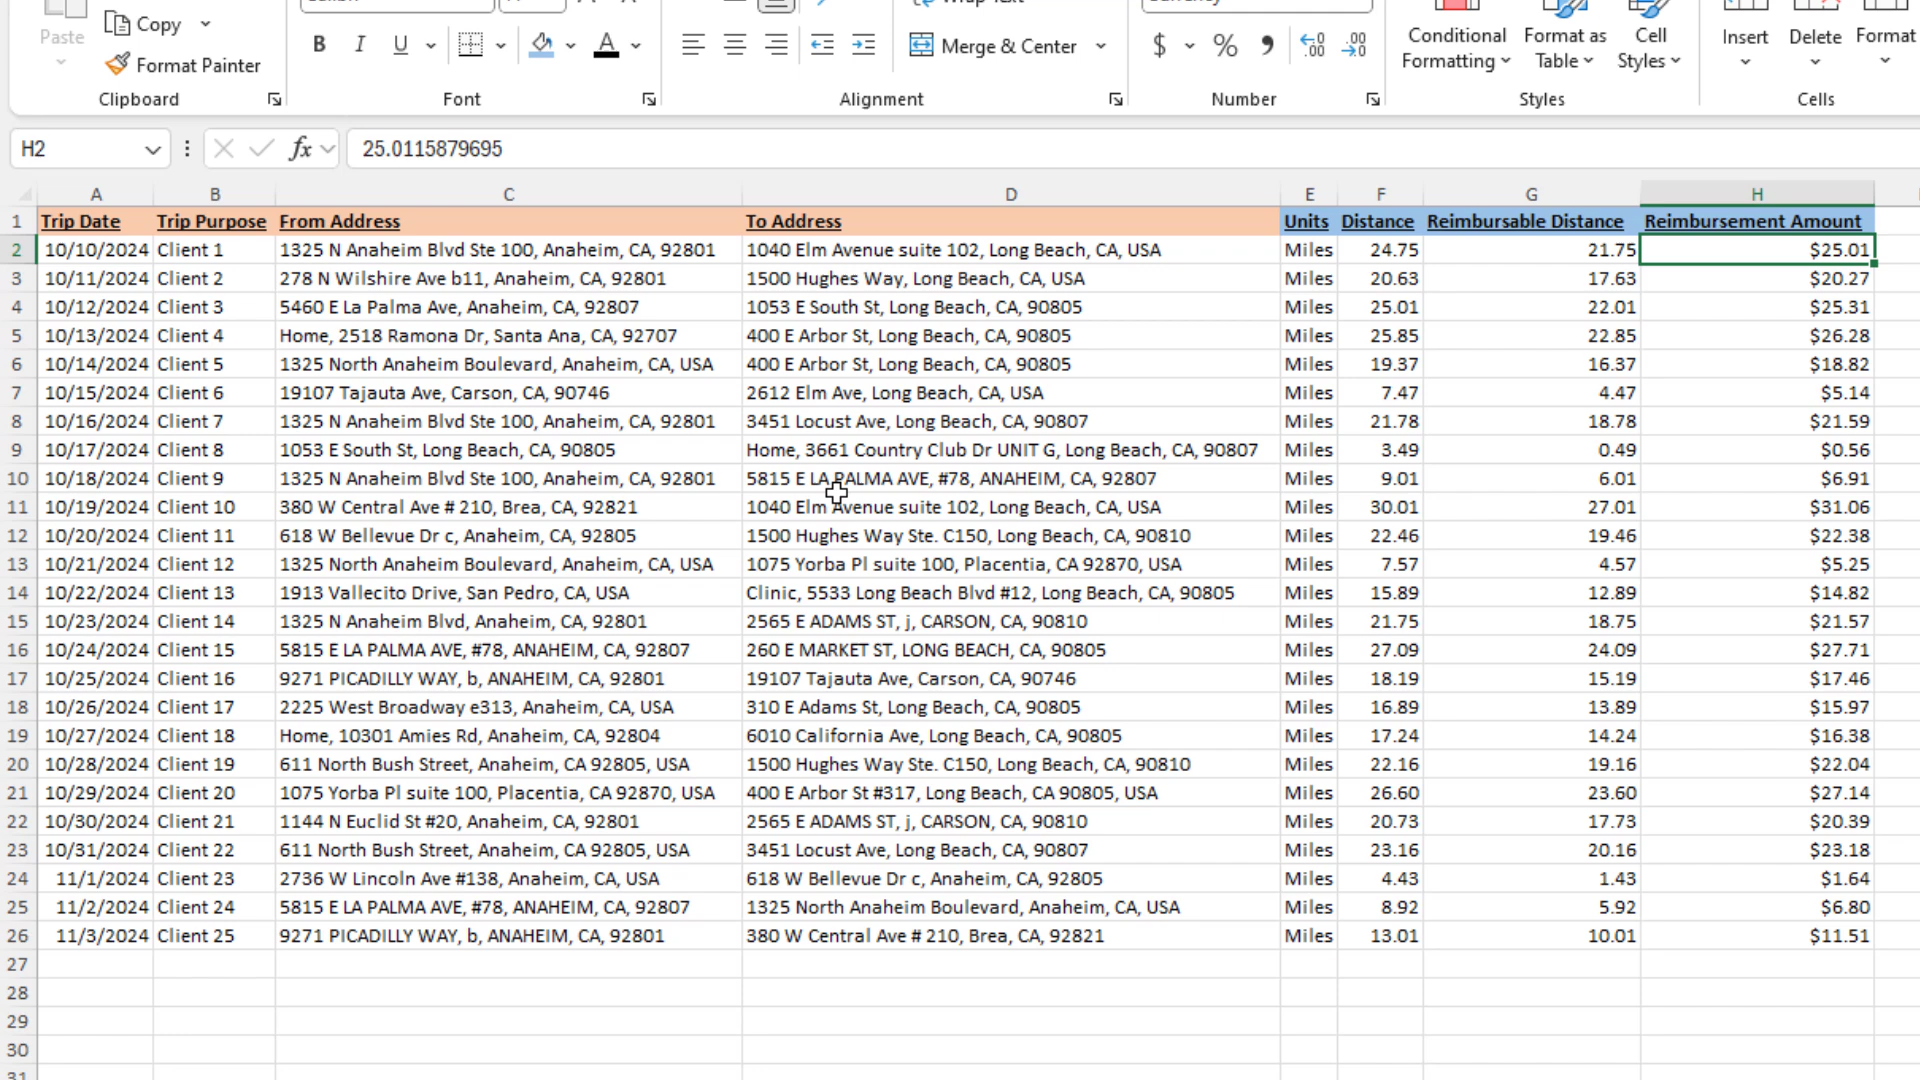 Paste
Copy
Format Painter
Clipboard
B I U A
Font
Merge & Center
Alignment
$ % 9 .00
Number
Conditional Formatting
Format as Table
Cell Styles
Styles
Insert
Delete
Format
Cells
H2 fx 25.0115879695
A B C D E F G H
1 Trip Date Trip Purpose From Address To Address Units Distance Reimbursable Distance Reimbursement Amount
2 10/10/2024 Client 1 1325 N Anaheim Blvd Ste 100, Anaheim, CA, 92801 1040 Elm Avenue suite 102, Long Beach, CA, USA Miles 24.75 21.75 $25.01
3 10/11/2024 Client 2 278 N Wilshire Ave b11, Anaheim, CA, 92801 1500 Hughes Way, Long Beach, CA, USA Miles 20.63 17.63 $20.27
4 10/12/2024 Client 3 5460 E La Palma Ave, Anaheim, CA, 92807 1053 E South St, Long Beach, CA, 90805 Miles 25.01 22.01 $25.31
5 10/13/2024 Client 4 Home, 2518 Ramona Dr, Santa Ana, CA, 92707 400 E Arbor St, Long Beach, CA, 90805 Miles 25.85 22.85 $26.28
6 10/14/2024 Client 5 1325 North Anaheim Boulevard, Anaheim, CA, USA 400 E Arbor St, Long Beach, CA, 90805 Miles 19.37 16.37 $18.82
7 10/15/2024 Client 6 19107 Tajauta Ave, Carson, CA, 90746 2612 Elm Ave, Long Beach, CA, USA Miles 7.47 4.47 $5.14
8 10/16/2024 Client 7 1325 N Anaheim Blvd Ste 100, Anaheim, CA, 92801 3451 Locust Ave, Long Beach, CA, 90807 Miles 21.78 18.78 $21.59
9 10/17/2024 Client 8 1053 E South St, Long Beach, CA, 90805 Home, 3661 Country Club Dr UNIT G, Long Beach, CA, 90807 Miles 3.49 0.49 $0.56
10 10/18/2024 Client 9 1325 N Anaheim Blvd Ste 100, Anaheim, CA, 92801 5815 E LA PALMA AVE, #78, ANAHEIM, CA, 92807 Miles 9.01 6.01 $6.91
11 10/19/2024 Client 10 380 W Central Ave # 210, Brea, CA, 92821 1040 Elm Avenue suite 102, Long Beach, CA, USA Miles 30.01 27.01 $31.06
12 10/20/2024 Client 11 618 W Bellevue Dr c, Anaheim, CA, 92805 1500 Hughes Way Ste. C150, Long Beach, CA, 90810 Miles 22.46 19.46 $22.38
13 10/21/2024 Client 12 1325 North Anaheim Boulevard, Anaheim, CA, USA 1075 Yorba Pl suite 100, Placentia, CA 92870, USA Miles 7.57 4.57 $5.25
14 10/22/2024 Client 13 1913 Vallecito Drive, San Pedro, CA, USA Clinic, 5533 Long Beach Blvd #12, Long Beach, CA, 90805 Miles 15.89 12.89 $14.82
15 10/23/2024 Client 14 1325 N Anaheim Blvd, Anaheim, CA, 92801 2565 E ADAMS ST, j, CARSON, CA, 90810 Miles 21.75 18.75 $21.57
16 10/24/2024 Client 15 5815 E LA PALMA AVE, #78, ANAHEIM, CA, 92807 260 E MARKET ST, LONG BEACH, CA, 90805 Miles 27.09 24.09 $27.71
17 10/25/2024 Client 16 9271 PICADILLY WAY, b, ANAHEIM, CA, 92801 19107 Tajauta Ave, Carson, CA, 90746 Miles 18.19 15.19 $17.46
18 10/26/2024 Client 17 2225 West Broadway e313, Anaheim, CA, USA 310 E Adams St, Long Beach, CA, 90805 Miles 16.89 13.89 $15.97
19 10/27/2024 Client 18 Home, 10301 Amies Rd, Anaheim, CA, 92804 6010 California Ave, Long Beach, CA, 90805 Miles 17.24 14.24 $16.38
20 10/28/2024 Client 19 611 North Bush Street, Anaheim, CA 92805, USA 1500 Hughes Way Ste. C150, Long Beach, CA, 90810 Miles 22.16 19.16 $22.04
21 10/29/2024 Client 20 1075 Yorba Pl suite 100, Placentia, CA 92870, USA 400 E Arbor St #317, Long Beach, CA 90805, USA Miles 26.60 23.60 $27.14
22 10/30/2024 Client 21 1144 N Euclid St #20, Anaheim, CA, 92801 2565 E ADAMS ST, j, CARSON, CA, 90810 Miles 20.73 17.73 $20.39
23 10/31/2024 Client 22 611 North Bush Street, Anaheim, CA 92805, USA 3451 Locust Ave, Long Beach, CA, 90807 Miles 23.16 20.16 $23.18
24 11/1/2024 Client 23 2736 W Lincoln Ave #138, Anaheim, CA, USA 618 W Bellevue Dr c, Anaheim, CA, 92805 Miles 4.43 1.43 $1.64
25 11/2/2024 Client 24 5815 E LA PALMA AVE, #78, ANAHEIM, CA, 92807 1325 North Anaheim Boulevard, Anaheim, CA, USA Miles 8.92 5.92 $6.80
26 11/3/2024 Client 25 9271 PICADILLY WAY, b, ANAHEIM, CA, 92801 380 W Central Ave # 210, Brea, CA, 92821 Miles 13.01 10.01 $11.51
27
28
29
30